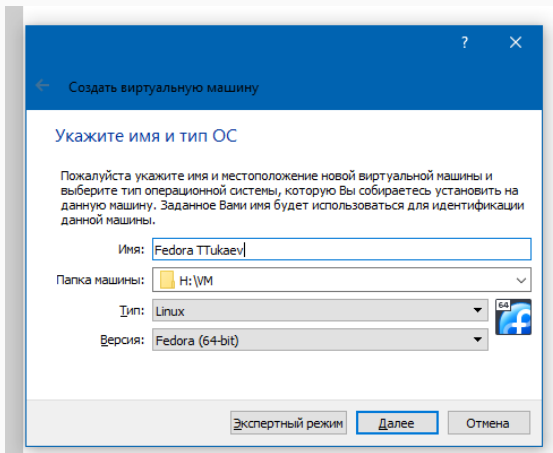 ?
Создать виртуальную машину
Укажите имя и тип ОС
Пожалуйста укажите имя и местоположение новой виртуальной машины и
выберите тип операционной системы, которую Вы собираетесь установить на
данную машину. Заданное Вами имя будет использоваться для идентификации
данной машины.
Имя: Fedora TTukaev
Папка машины: H:\VM
Тип: Linux
64
Версия: Fedora (64-bit)
Экспертный режим Далее Отмена